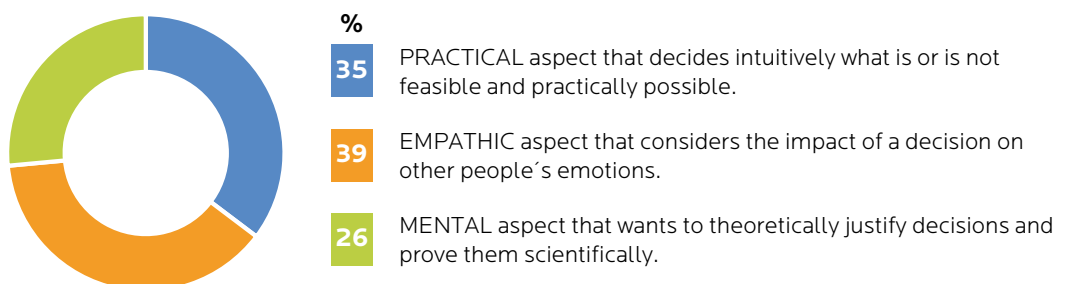 %
35 PRACTICAL aspect that decides intuitively what is or is not
feasible and practically possible.
39 EMPATHIC aspect that considers the impact of a decision on
other people´s emotions.
26 MENTAL aspect that wants to theoretically justify decisions and
prove them scientifically.